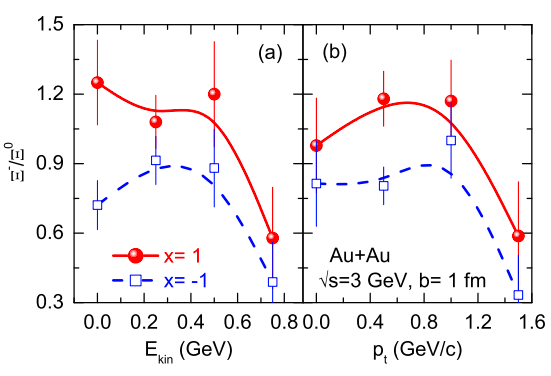 1.5
1.2
0.9
0.6
0.3
Ξ⁻/Ξ⁰
(a)
(b)
x= 1
x= -1
Au+Au
√s=3 GeV, b= 1 fm
0.0 0.2 0.4 0.6 0.8
0.0 0.4 0.8 1.2 1.6
E_kin (GeV)
p_t (GeV/c)